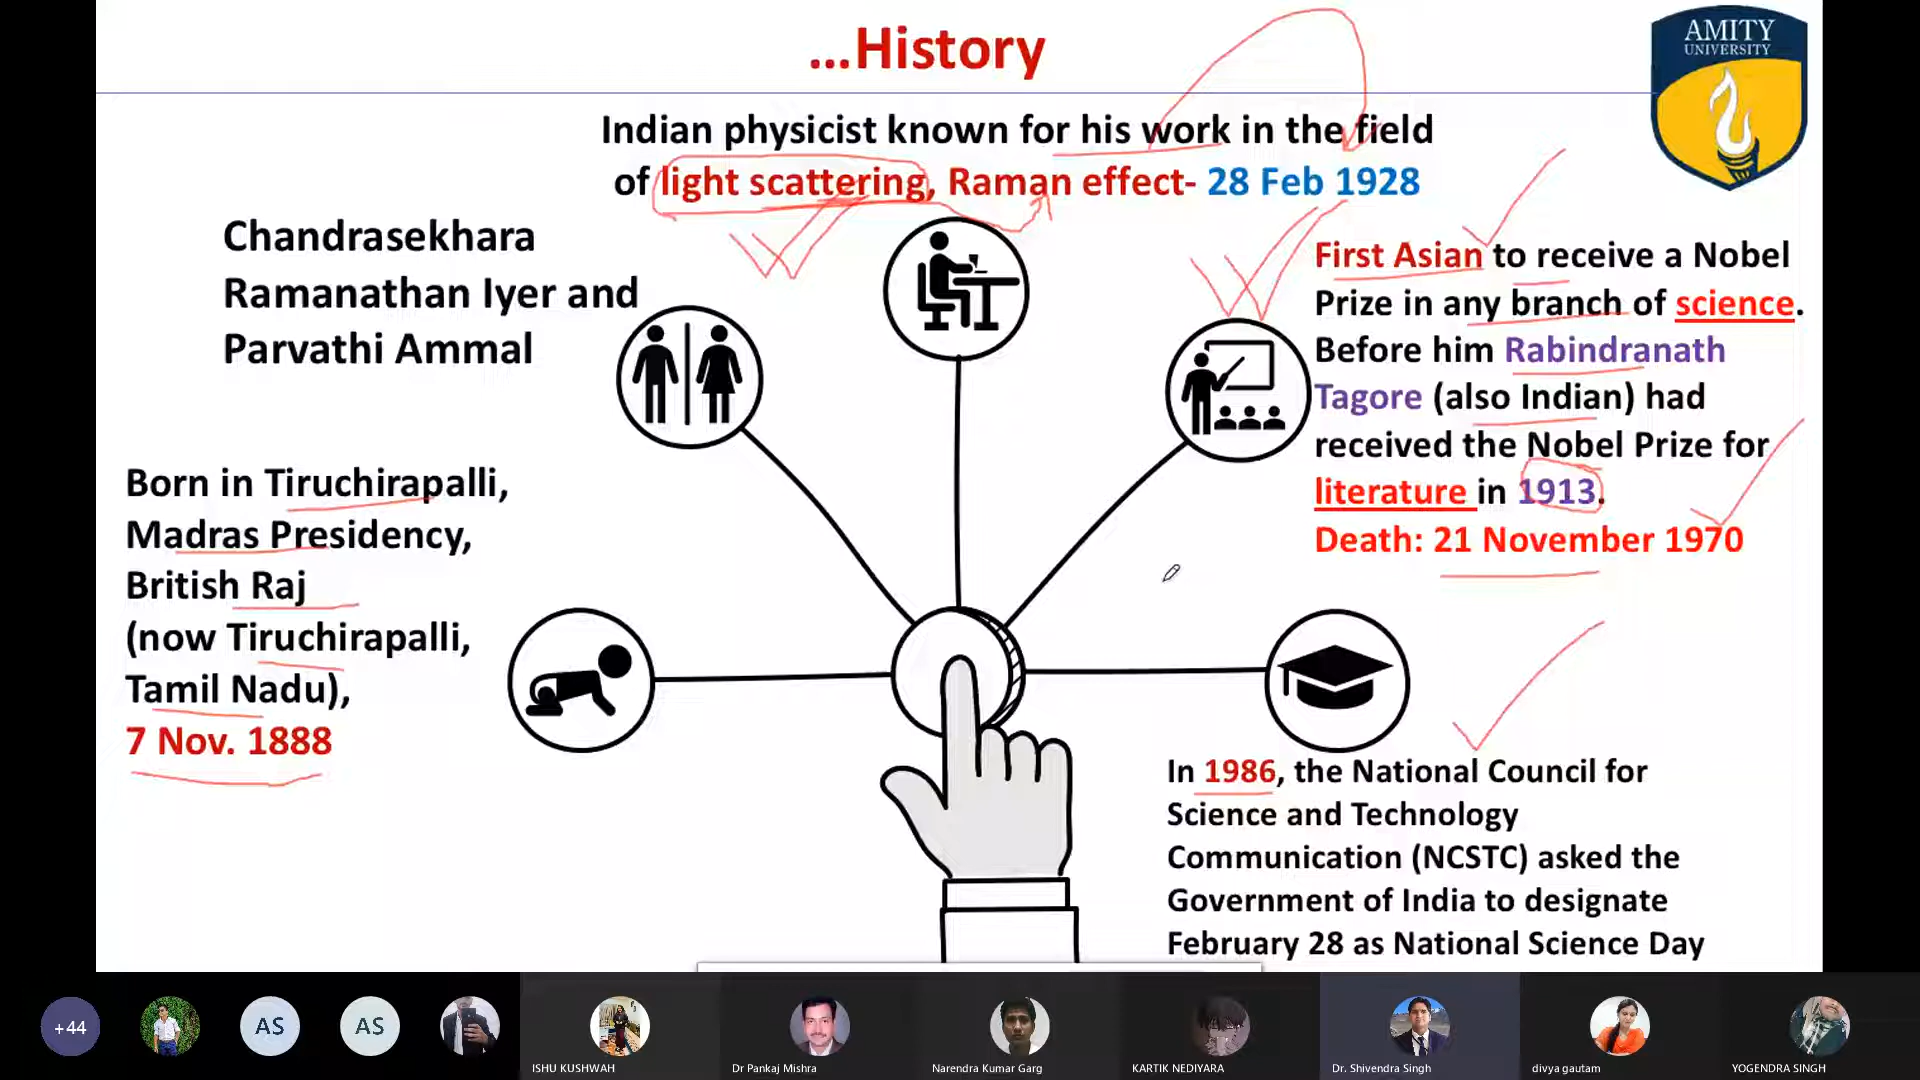 ...History
AMITY
UNIVERSITY
Indian physicist known for his work in the field
of light scattering, Raman effect- 28 Feb 1928
Chandrasekhara
Ramanathan Iyer and
Parvathi Ammal
First Asian to receive a Nobel
Prize in any branch of science.
Before him Rabindranath
Tagore (also Indian) had
received the Nobel Prize for
literature in 1913.
Death: 21 November 1970
Born in Tiruchirapalli,
Madras Presidency,
British Raj
(now Tiruchirapalli,
Tamil Nadu),
7 Nov. 1888
In 1986, the National Council for
Science and Technology
Communication (NCSTC) asked the
Government of India to designate
February 28 as National Science Day
+44
AS
AS
ISHU KUSHWAH
Dr Pankaj Mishra
Narendra Kumar Garg
KARTIK NEDIYARA
Dr. Shivendra Singh
divya gautam
YOGENDRA SINGH